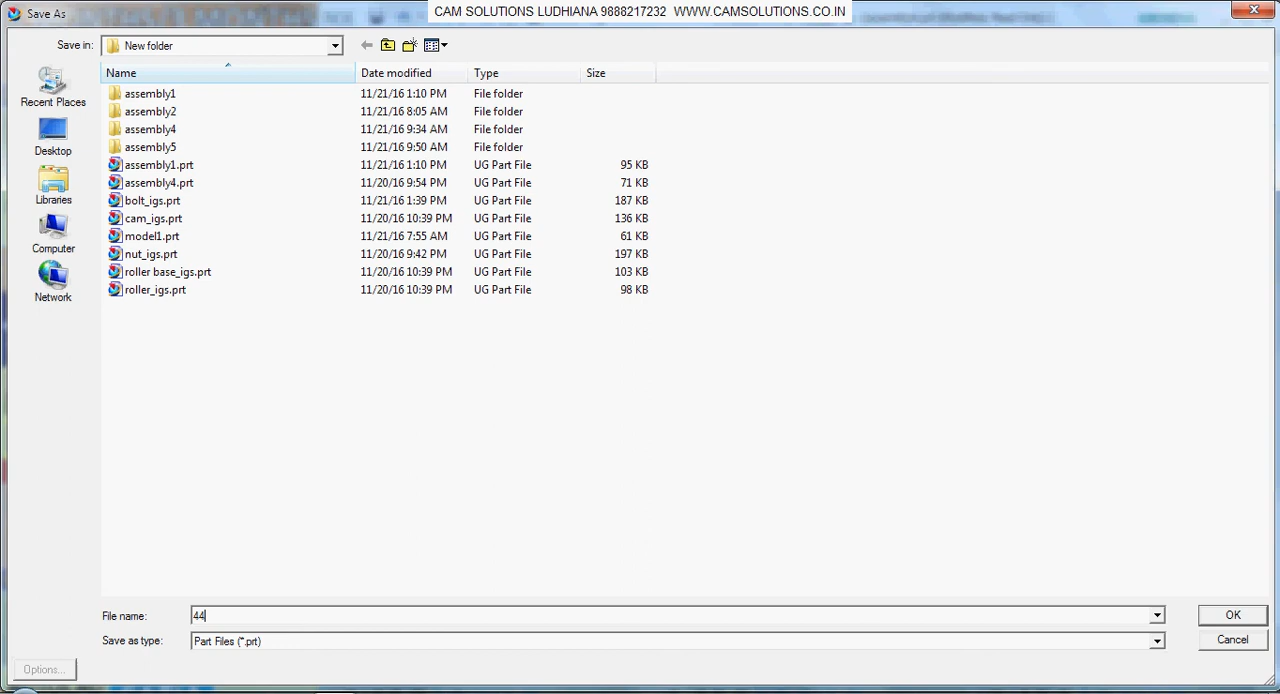 Save As
CAM SOLUTIONS LUDHIANA 9888217232 WWW.CAMSOLUTIONS.CO.IN
Save in: New folder
Name Date modified Type Size
Recent Places
Desktop
Libraries
Computer
Network
assembly1 11/21/16 1:10 PM File folder
assembly2 11/21/16 8:05 AM File folder
assembly4 11/21/16 9:34 AM File folder
assembly5 11/21/16 9:50 AM File folder
assembly1.prt 11/21/16 1:10 PM UG Part File 95 KB
assembly4.prt 11/20/16 9:54 PM UG Part File 71 KB
bolt_igs.prt 11/21/16 1:39 PM UG Part File 187 KB
cam_igs.prt 11/20/16 10:39 PM UG Part File 136 KB
model1.prt 11/21/16 7:55 AM UG Part File 61 KB
nut_igs.prt 11/20/16 9:42 PM UG Part File 197 KB
roller base_igs.prt 11/20/16 10:39 PM UG Part File 103 KB
roller_igs.prt 11/20/16 10:39 PM UG Part File 98 KB
File name: 44 OK
Save as type: Part Files (*.prt) Cancel
Options...